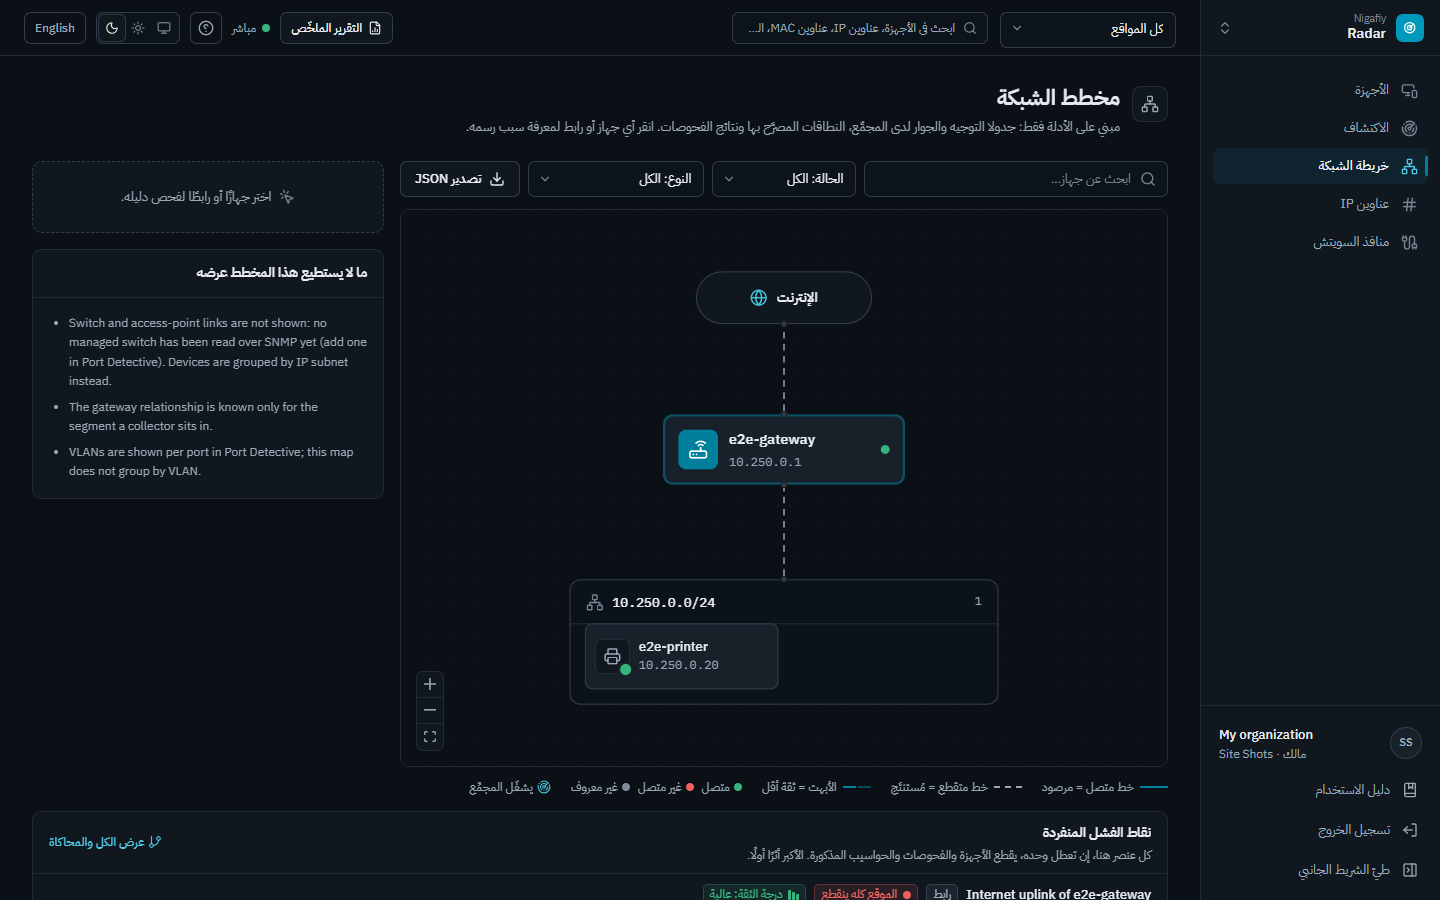 Nigafiy
Radar
كل المواقع
ابحث في الأجهزة، عناوين IP، عناوين MAC، الـ...
التقرير الملخّص
مباشر
English
الأجهزة
الاكتشاف
خريطة الشبكة
عناوين IP
منافذ السويتش
مخطط الشبكة
مبني على الأدلة فقط: جدولا التوجيه والجوار لدى المجمّع، النطاقات المصرَّح بها ونتائج الفحوصات. انقر أي جهاز أو رابط لمعرفة سبب رسمه.
ابحث عن جهاز...
الحالة: الكل
النوع: الكل
تصدير JSON
اختر جهازًا أو رابطًا لفحص دليله.
ما لا يستطيع هذا المخطط عرضه
Switch and access-point links are not shown: no
managed switch has been read over SNMP yet (add one
in Port Detective). Devices are grouped by IP subnet
instead.
The gateway relationship is known only for the
segment a collector sits in.
VLANs are shown per port in Port Detective; this map
does not group by VLAN.
الإنترنت
e2e-gateway
10.250.0.1
10.250.0.0/24
1
e2e-printer
10.250.0.20
خط متصل = مرصود
خط متقطع = مُستنتَج
الأبهت = ثقة أقل
متصل
غير متصل
غير معروف
يشغّل المجمّع
نقاط الفشل المنفردة
كل عنصر هنا، إن تعطل وحده، يقطع الأجهزة والفحوصات والحواسيب المذكورة. الأكبر أثرًا أولًا.
عرض الكل والمحاكاة
Internet uplink of e2e-gateway
رابط
الموقع كله ينقطع
درجة الثقة: عالية
My organization
Site Shots · مالك
SS
دليل الاستخدام
تسجيل الخروج
طيّ الشريط الجانبي